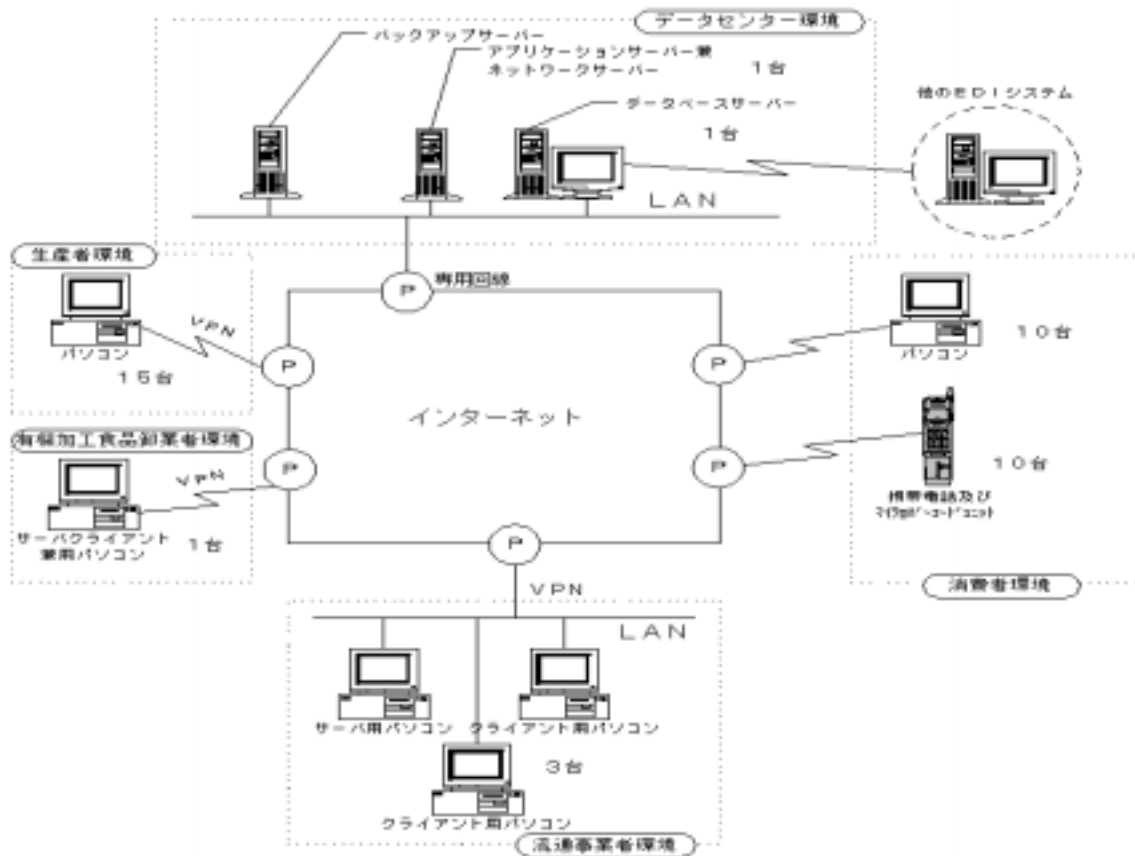 データセンター環境
バックアップサーバー
アプリケーションサーバー兼
ネットワークサーバー
1台
データベースサーバー
1台
他のEDIシステム
LAN
生産者環境
専用回線
P
VPN
パソコン
15台
P
P
パソコン
10台
インターネット
有機加工食品卸業者環境
VPN
P
P
10台
携帯電話及び
サーバクライアント
兼用パソコン
1台
P
消費者環境
VPN
LAN
サーバ用パソコン
クライアント用パソコン
3台
クライアント用パソコン
流通事業者環境